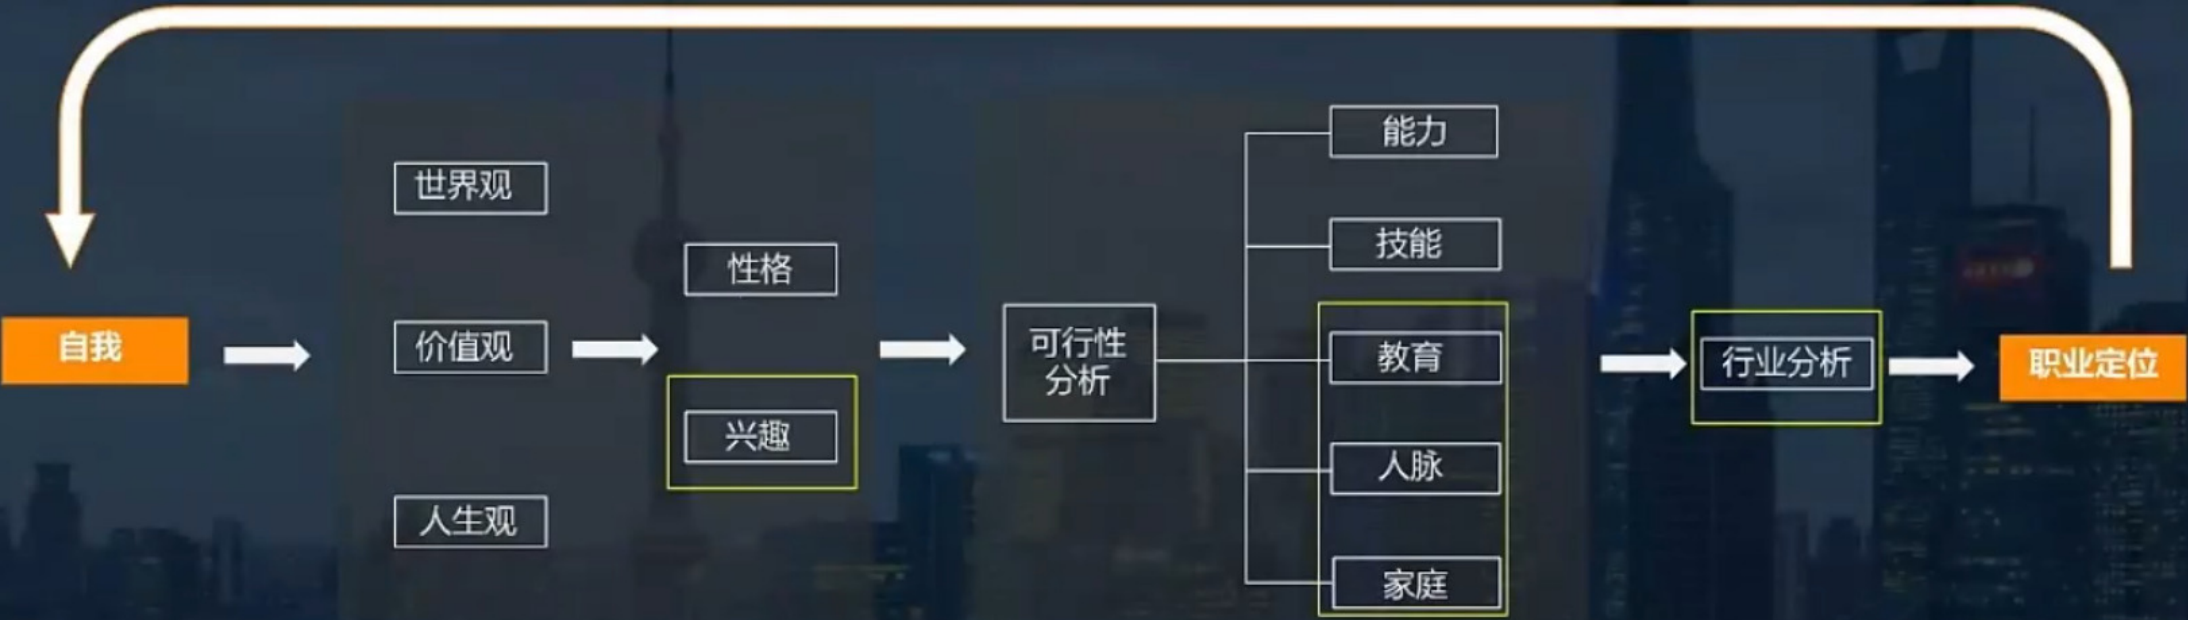 自我
世界观
价值观
人生观
性格
兴趣
可行性
分析
能力
技能
教育
人脉
家庭
行业分析
职业定位